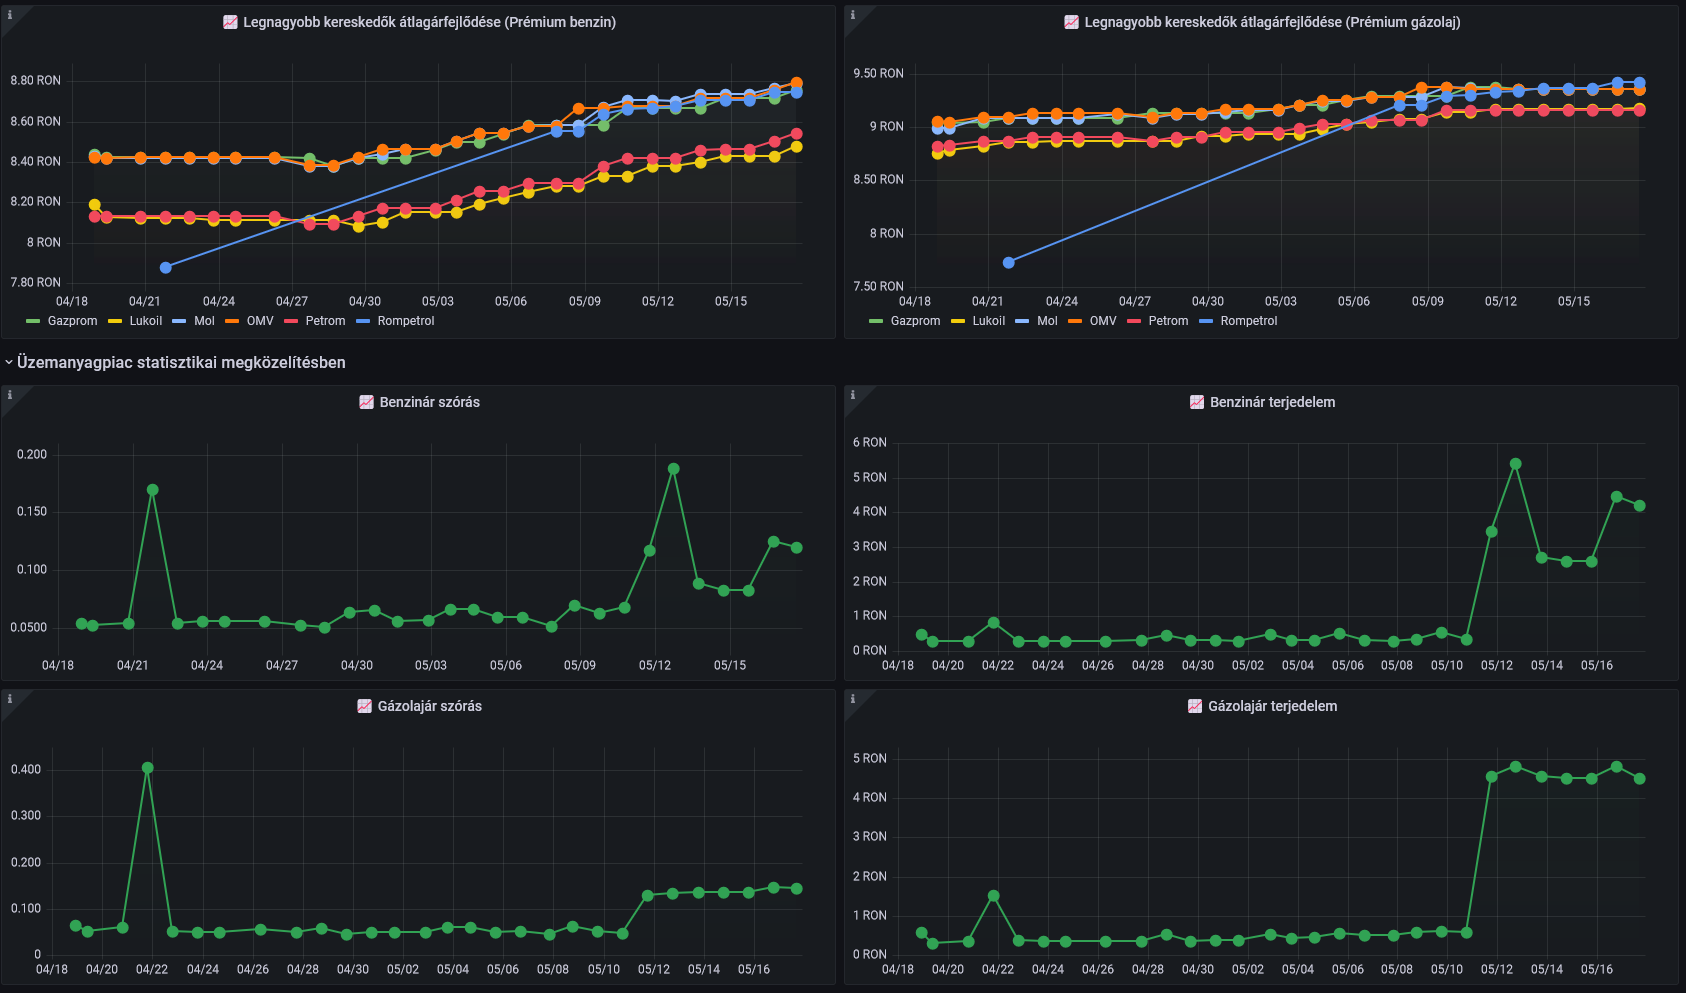 Legnagyobb kereskedők átlagárfejlődése (Prémium benzin)
8.80 RON
8.60 RON
8.40 RON
8.20 RON
8 RON
7.80 RON
04/18 04/21 04/24 04/27 04/30 05/03 05/06 05/09 05/12 05/15
Gazprom Lukoil Mol OMV Petrom Rompetrol
Legnagyobb kereskedők átlagárfejlődése (Prémium gázolaj)
9.50 RON
9 RON
8.50 RON
8 RON
7.50 RON
04/18 04/21 04/24 04/27 04/30 05/03 05/06 05/09 05/12 05/15
Gazprom Lukoil Mol OMV Petrom Rompetrol
Üzemanyagpiac statisztikai megközelítésben
Benzinár szórás
0.200
0.150
0.100
0.0500
04/18 04/21 04/24 04/27 04/30 05/03 05/06 05/09 05/12 05/15
Benzinár terjedelem
6 RON
5 RON
4 RON
3 RON
2 RON
1 RON
0 RON
04/18 04/20 04/22 04/24 04/26 04/28 04/30 05/02 05/04 05/06 05/08 05/10 05/12 05/14 05/16
Gázolajár szórás
0.400
0.300
0.200
0.100
0
04/18 04/20 04/22 04/24 04/26 04/28 04/30 05/02 05/04 05/06 05/08 05/10 05/12 05/14 05/16
Gázolajár terjedelem
5 RON
4 RON
3 RON
2 RON
1 RON
0 RON
04/18 04/20 04/22 04/24 04/26 04/28 04/30 05/02 05/04 05/06 05/08 05/10 05/12 05/14 05/16